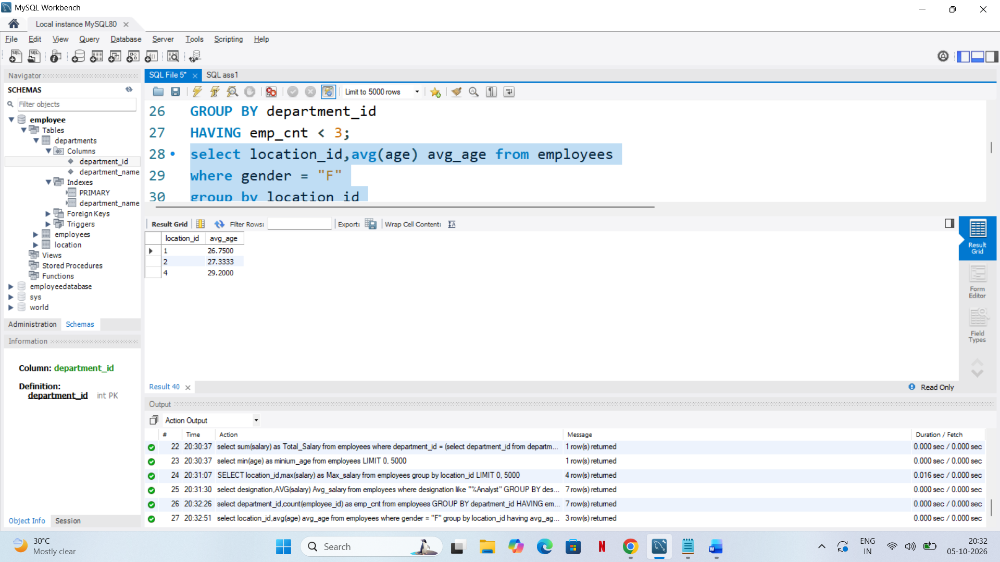 MySQL Workbench
Local instance MySQL80
File Edit View Query Database Server Tools Scripting Help
Navigator
SCHEMAS
Filter objects
employee
Tables
departments
Columns
department_id
department_name
Indexes
PRIMARY
department_name
Foreign Keys
Triggers
employees
location
Views
Stored Procedures
Functions
employeedatabase
sys
world
Administration Schemas
Information
Column: department_id
Definition:
department_id int PK
Object Info Session
SQL File 5* SQL ass1
Limit to 5000 rows
26 GROUP BY department_id
27 HAVING emp_cnt < 3;
28 select location_id,avg(age) avg_age from employees
29 where gender = "F"
30 group by location_id
Result Grid Filter Rows: Export: Wrap Cell Content:
location_id avg_age
1 26.7500
2 27.3333
4 29.2000
Result Grid
Form Editor
Field Types
Result 40
Read Only
Output
Action Output
# Time Action Message Duration / Fetch
22 20:30:37 select sum(salary) as Total_Salary from employees where department_id = (select department_id from departm... 1 row(s) returned 0.000 sec / 0.000 sec
23 20:30:37 select min(age) as minium_age from employees LIMIT 0, 5000 1 row(s) returned 0.000 sec / 0.000 sec
24 20:31:07 SELECT location_id,max(salary) as Max_salary from employees group by location_id LIMIT 0, 5000 4 row(s) returned 0.016 sec / 0.000 sec
25 20:31:30 select designation,AVG(salary) Avg_salary from employees where designation like "%Analyst" GROUP BY des... 7 row(s) returned 0.000 sec / 0.000 sec
26 20:32:26 select department_id,count(employee_id) as emp_cnt from employees GROUP BY department_id HAVING em... 7 row(s) returned 0.000 sec / 0.000 sec
27 20:32:51 select location_id,avg(age) avg_age from employees where gender = "F" group by location_id having avg_ag... 3 row(s) returned 0.000 sec / 0.000 sec
30°C
Mostly clear
Search
ENG
IN
20:32
05-10-2026